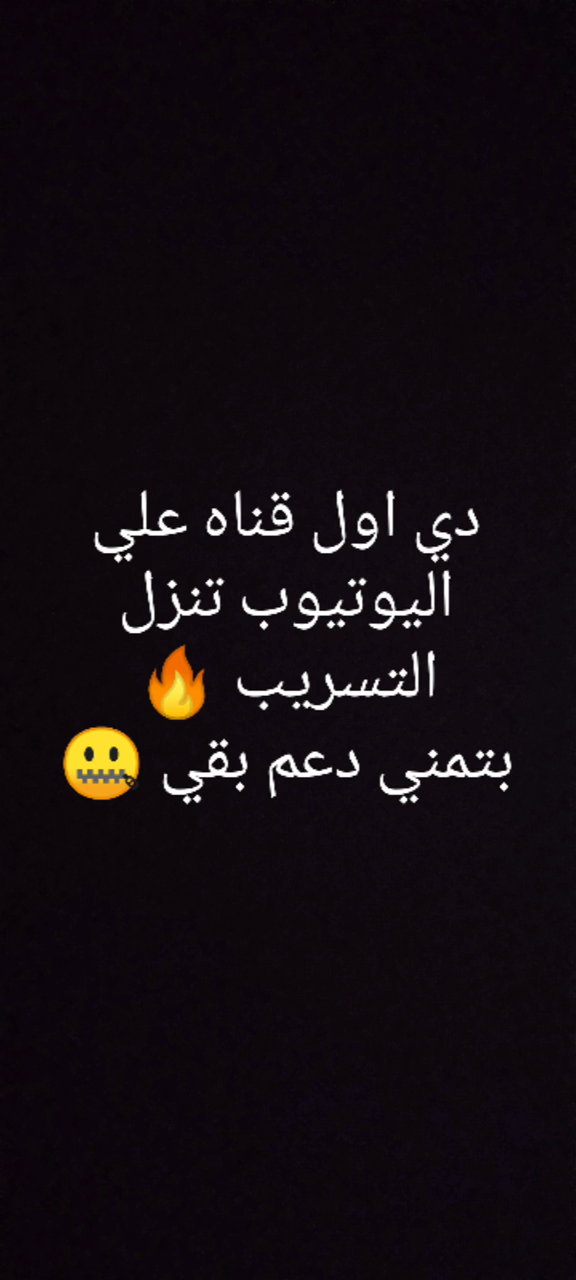 دي اول قناه علي
اليوتيوب تنزل
التسريب 🔥
بتمني دعم بقي 🤐